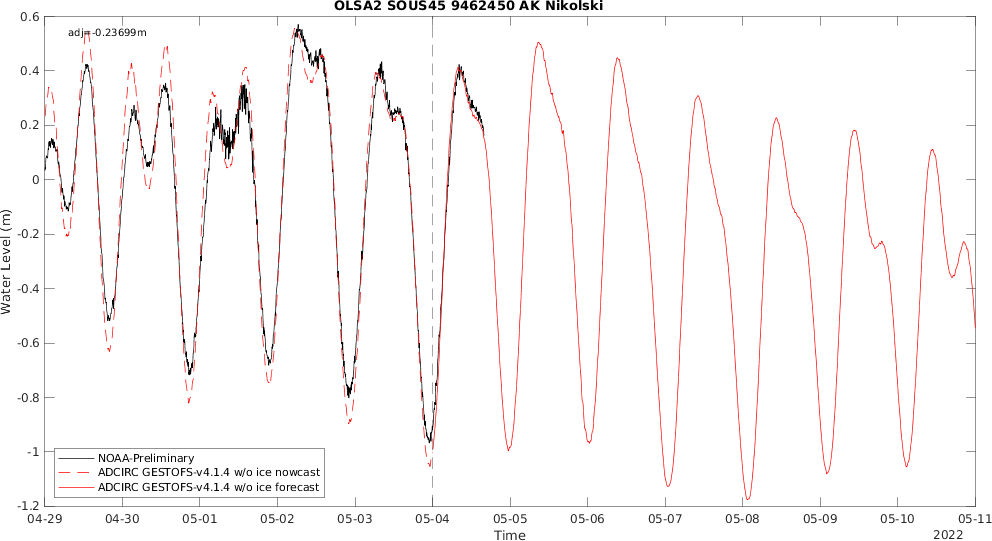 OLSA2 SOUS45 9462450 AK Nikolski
adj=-0.23699m
0.6
0.4
0.2
0
-0.2
-0.4
-0.6
-0.8
-1
-1.2
Water Level (m)
NOAA-Preliminary
ADCIRC GESTOFS-v4.1.4 w/o ice nowcast
ADCIRC GESTOFS-v4.1.4 w/o ice forecast
04-29 04-30 05-01 05-02 05-03 05-04 05-05 05-06 05-07 05-08 05-09 05-10 05-11
Time
2022